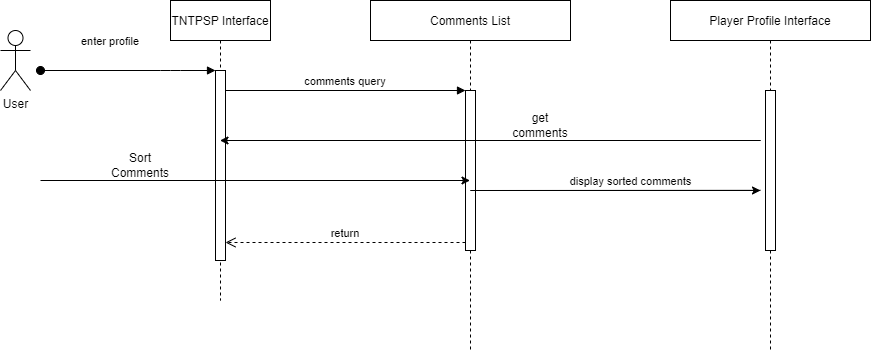 TNTPSP Interface
Comments List
Player Profile Interface
enter profile
User
comments query
get
comments
Sort
Comments
display sorted comments
return